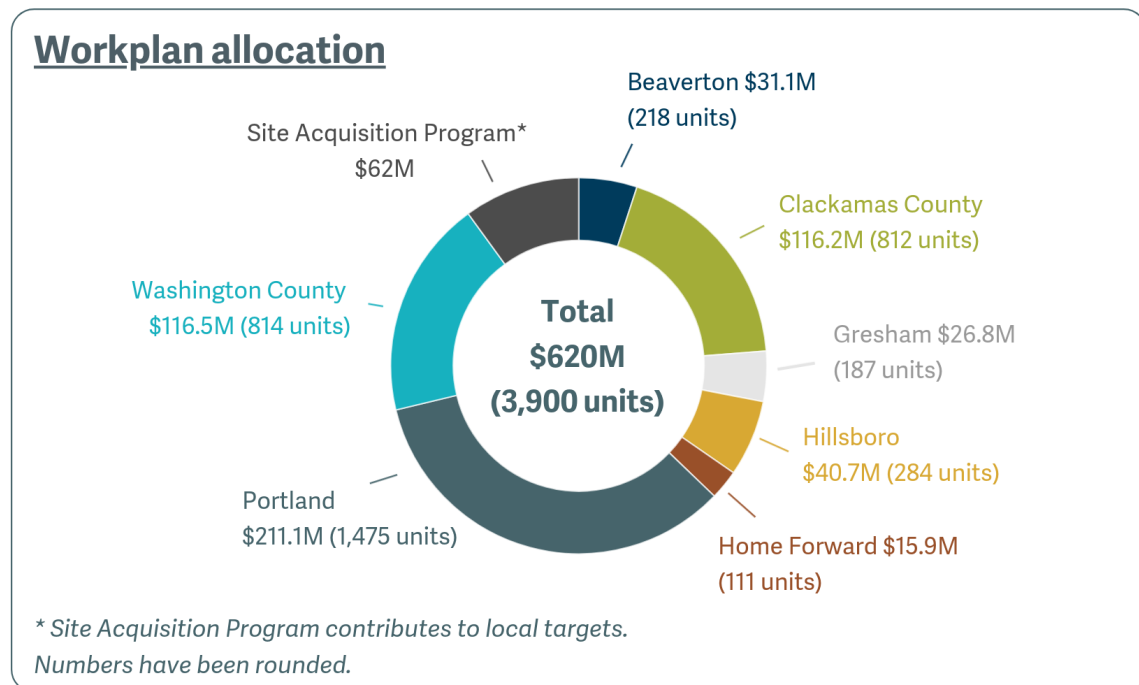 Workplan allocation
Beaverton $31.1M
(218 units)
Site Acquisition Program*
$62M
Clackamas County
$116.2M (812 units)
Washington County
$116.5M (814 units)
Total
$620M
(3,900 units)
Gresham $26.8M
(187 units)
Hillsboro
$40.7M (284 units)
Portland
$211.1M (1,475 units)
Home Forward $15.9M
(111 units)
* Site Acquisition Program contributes to local targets.
Numbers have been rounded.